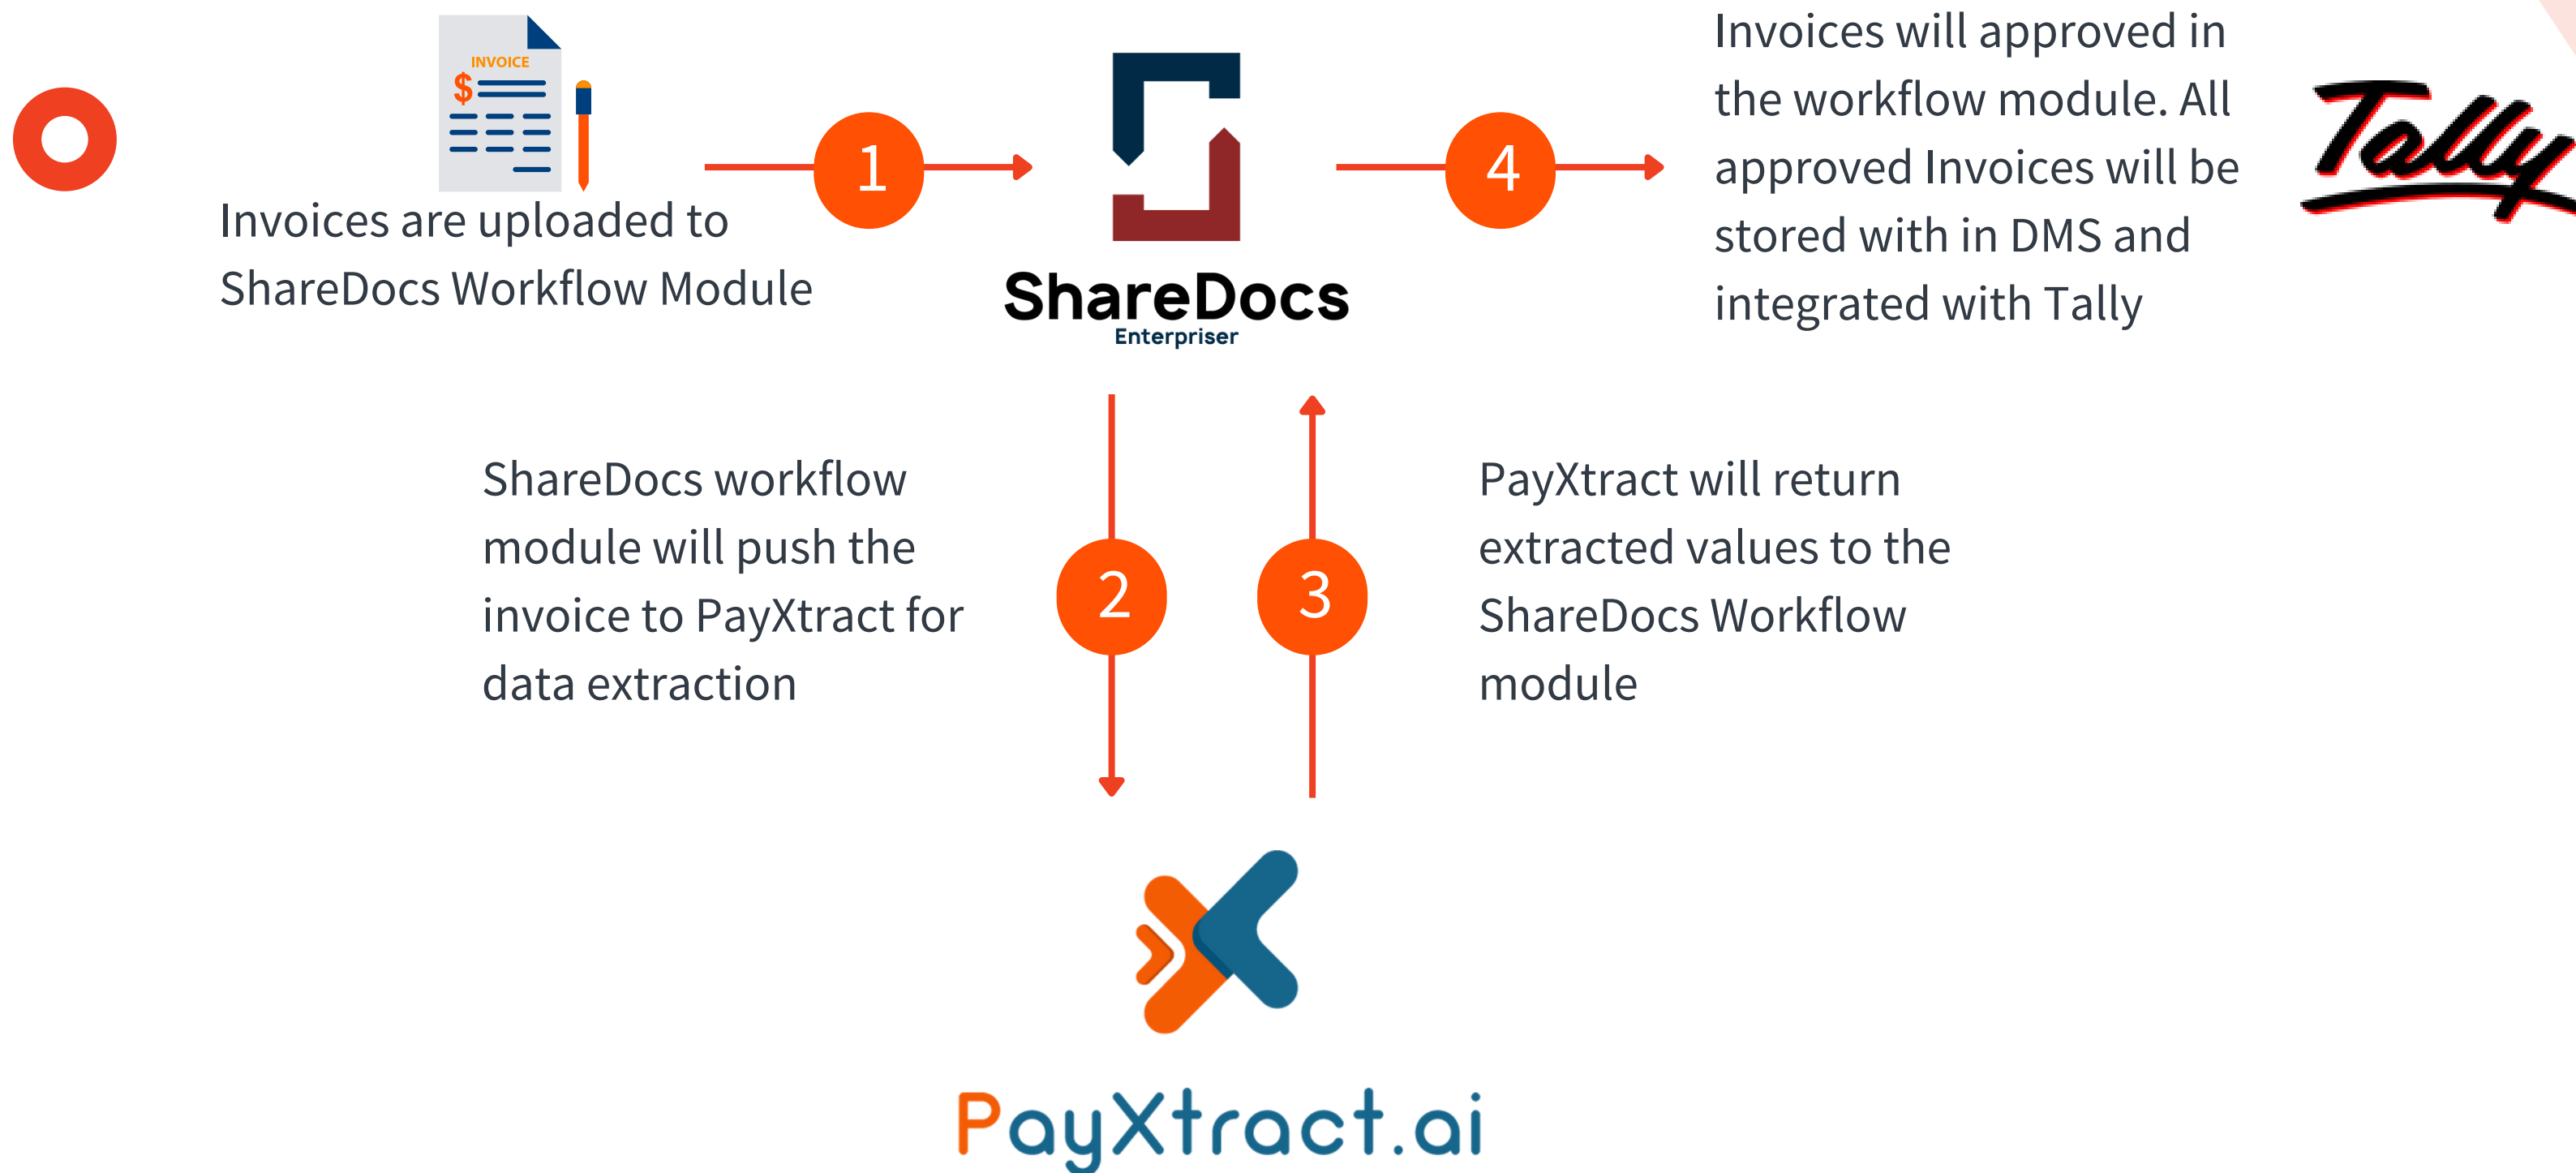 INVOICE
$
Invoices are uploaded to
ShareDocs Workflow Module
1
ShareDocs
Enterpriser
4
Invoices will approved in
the workflow module. All
approved Invoices will be
stored with in DMS and
integrated with Tally
Tally
ShareDocs workflow
module will push the
invoice to PayXtract for
data extraction
2
3
PayXtract will return
extracted values to the
ShareDocs Workflow
module
PayXtract.ai